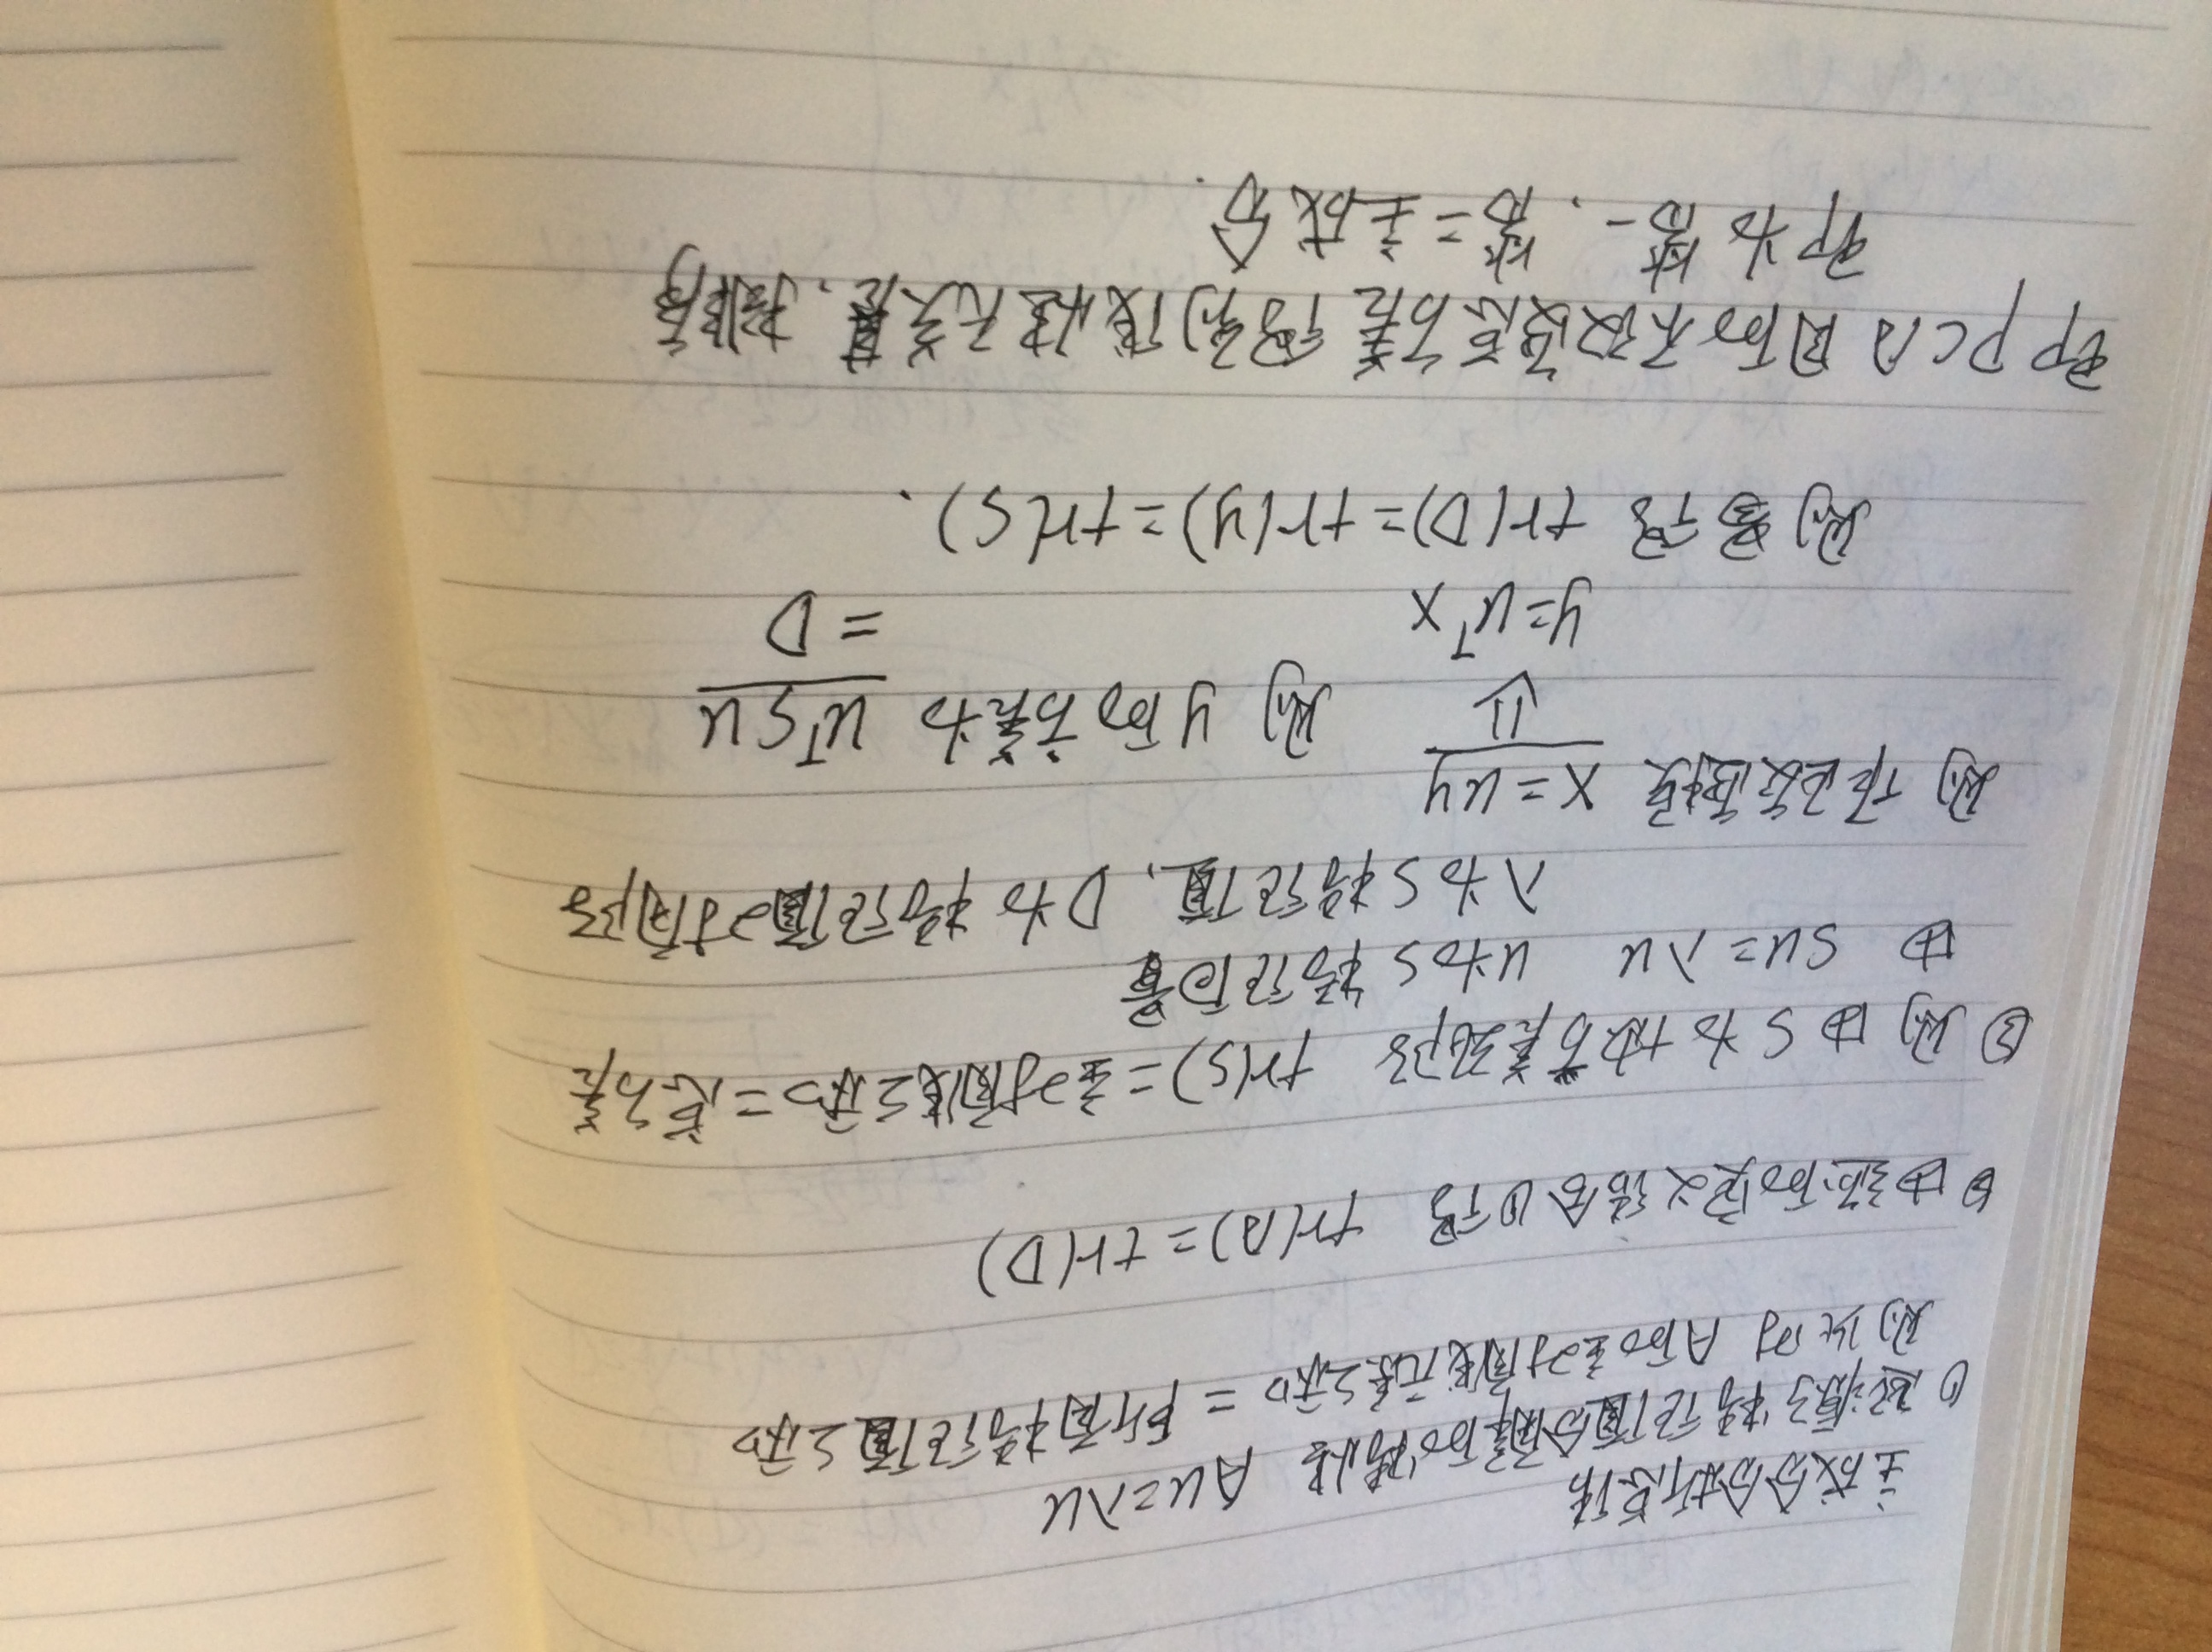 主成分分析总结
① 起源于特征值分解的特性 Au=λu
则此时 A的主对角线元素之和 = 所有特征值之和
② 由迹的定义结合①得 tr(A)=tr(D)
③ 则由S为协方差矩阵 tr(S)=主对角线之和=总方差
由 Su=λu u为S特征向量
λ为S特征值、D为特征值对角阵
则作正交变换 x=uy
⇓ 则y的方差为 uᵀSu
y=uᵀx = D
则易得 tr(D)=tr(y)=tr(S).
即PCA目的不改变总方差得到线性无关基、排序
即为第一、第二主成分.